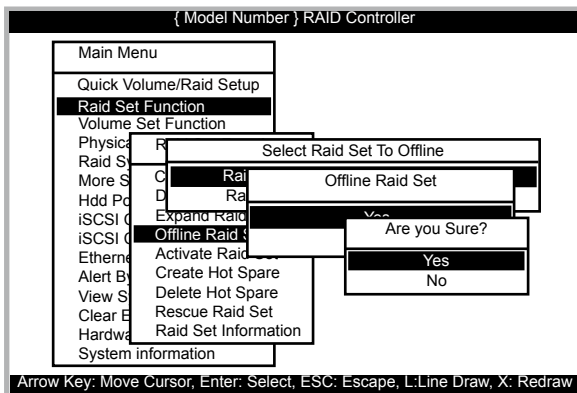 { Model Number } RAID Controller
Main Menu
Quick Volume/Raid Setup
Raid Set Function
Volume Set Function
Physica
Raid Sy
More S
Hdd Po
iSCSI C
iSCSI C
Etherne
Alert By
View S
Clear E
Hardwa
System information
R
C
D
Expand Raid
Offline Raid S
Activate Raid Set
Create Hot Spare
Delete Hot Spare
Rescue Raid Set
Raid Set Information
Select Raid Set To Offline
Rai
Ra
Offline Raid Set
Yes
Are you Sure?
Yes
No
Arrow Key: Move Cursor, Enter: Select, ESC: Escape, L:Line Draw, X: Redraw